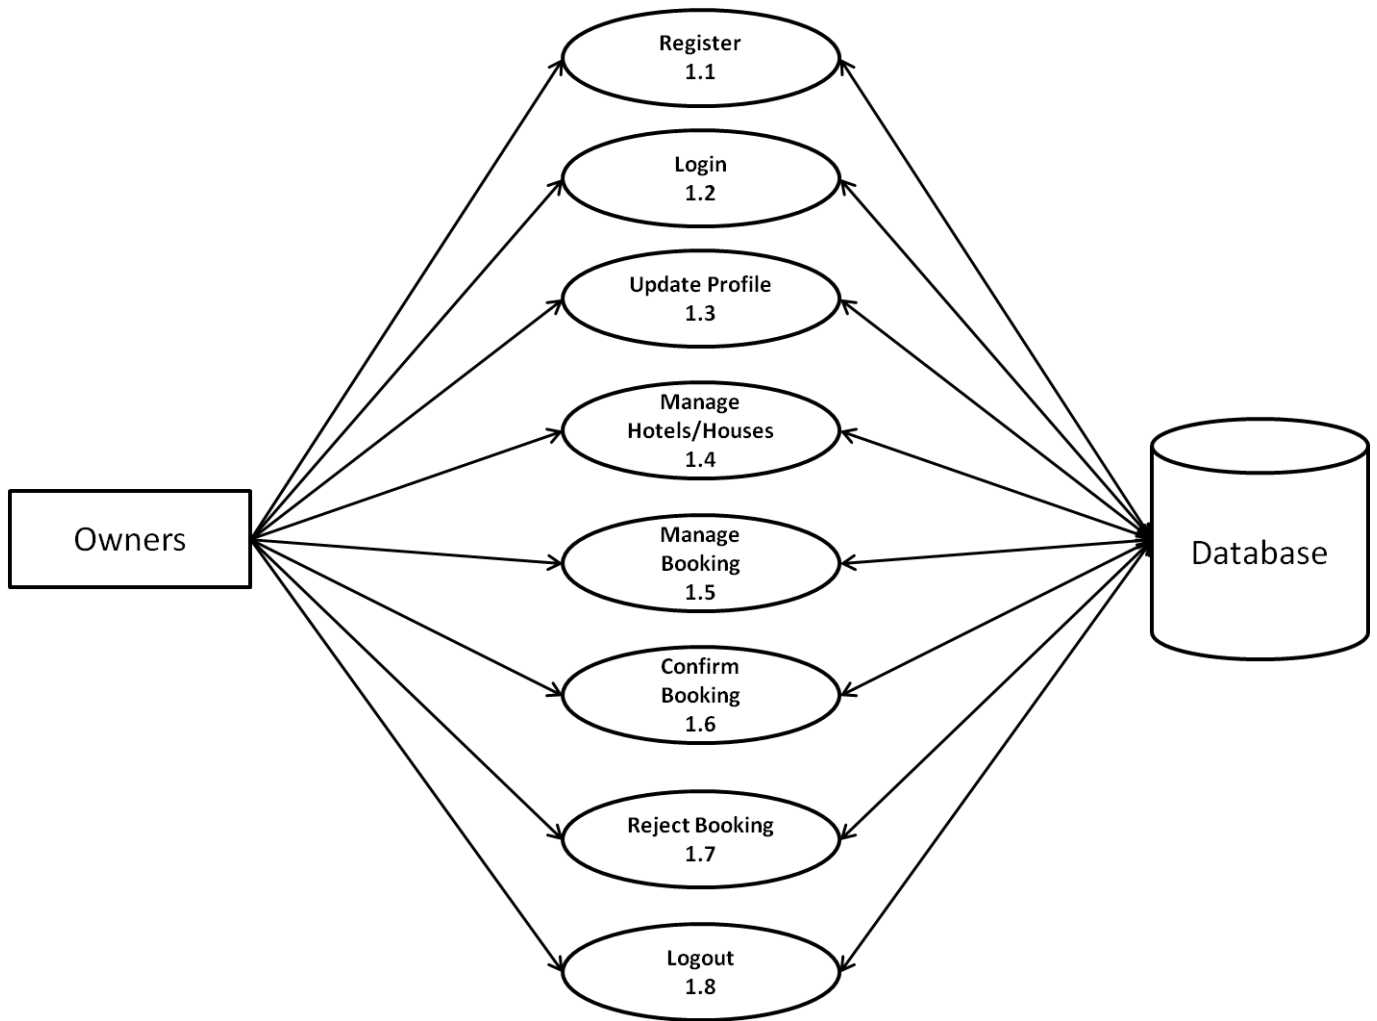 Register
1.1
Login
1.2
Update Profile
1.3
Manage
Hotels/Houses
1.4
Owners
Manage
Booking
1.5
Database
Confirm
Booking
1.6
Reject Booking
1.7
Logout
1.8